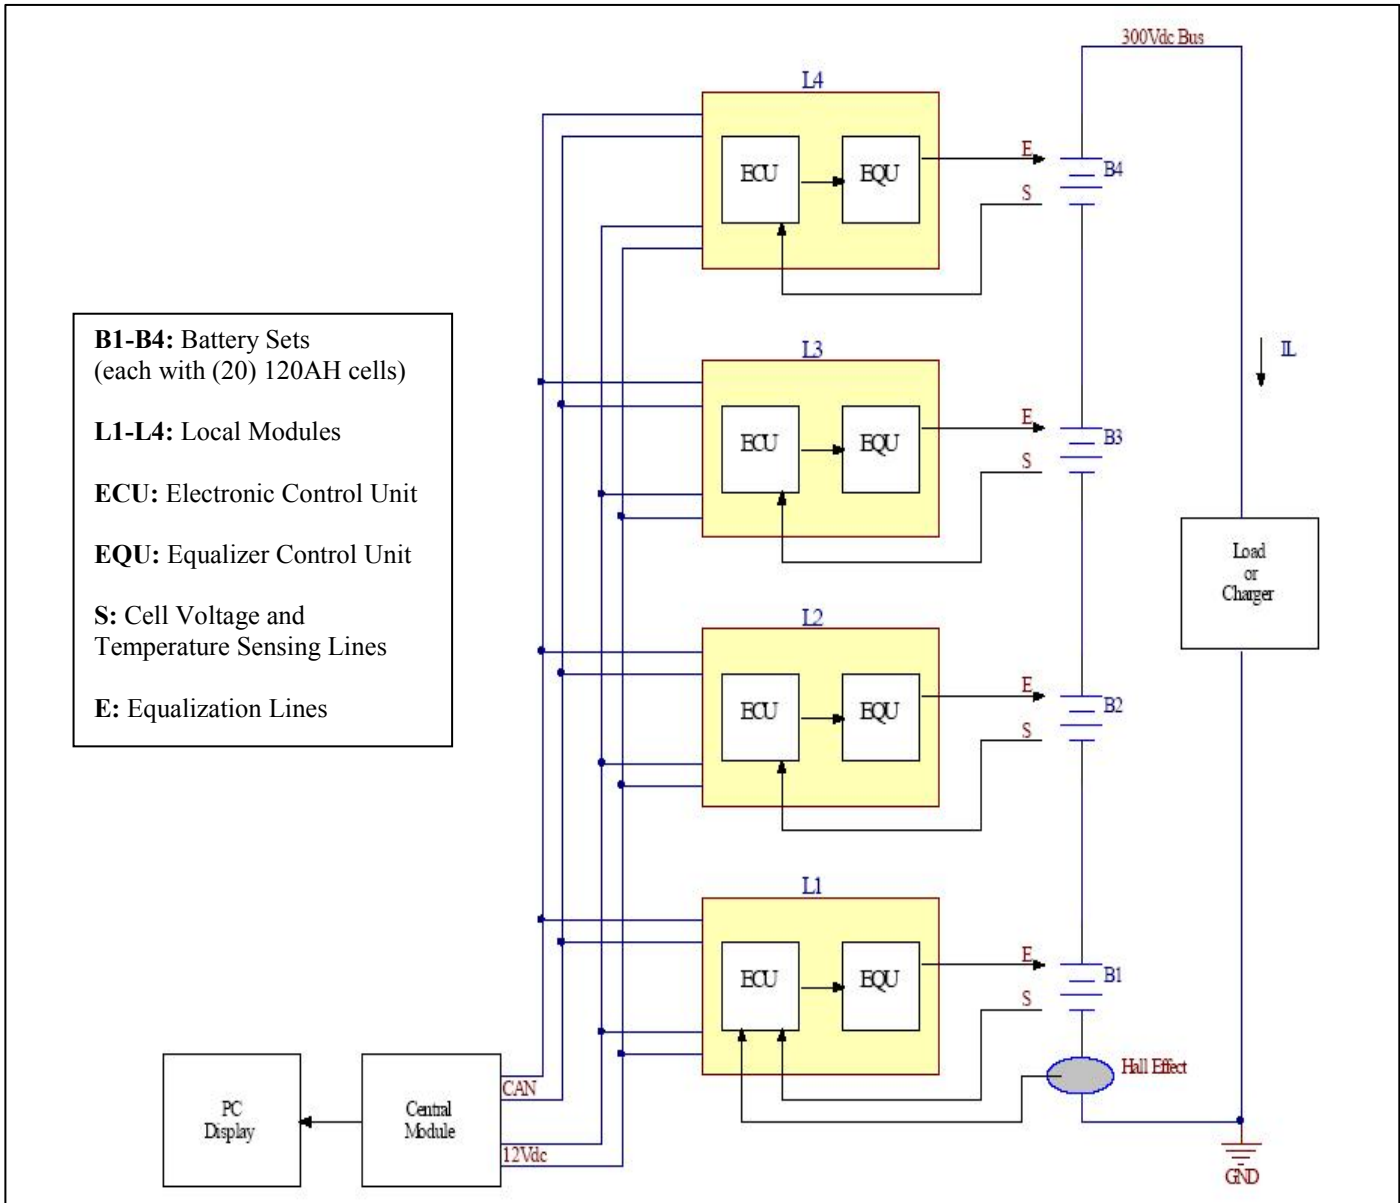 300Vdc Bus
L4
ECU
EQU
E
S
B4
B1-B4: Battery Sets
(each with (20) 120AH cells)
L1-L4: Local Modules
ECU: Electronic Control Unit
EQU: Equalizer Control Unit
S: Cell Voltage and
Temperature Sensing Lines
E: Equalization Lines
L3
ECU
EQU
E
S
B3
IL
Load
or
Charger
L2
ECU
EQU
E
S
B2
L1
ECU
EQU
E
S
B1
Hall Effect
PC
Display
Central
Module
CAN
12Vdc
GND